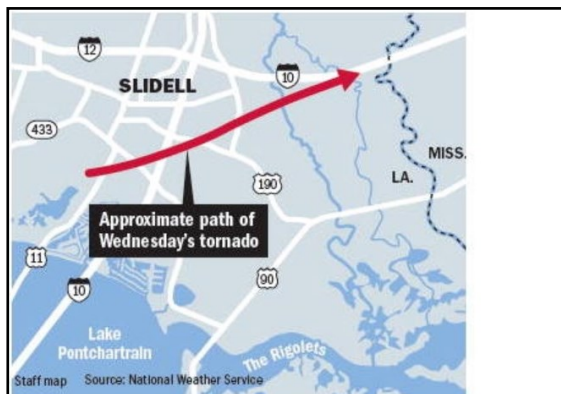 12
SLIDELL
10
433
MISS.
LA.
190
Approximate path of
Wednesday's tornado
11
90
10
Lake
Pontchartrain
The Rigolets
Staff map Source: National Weather Service